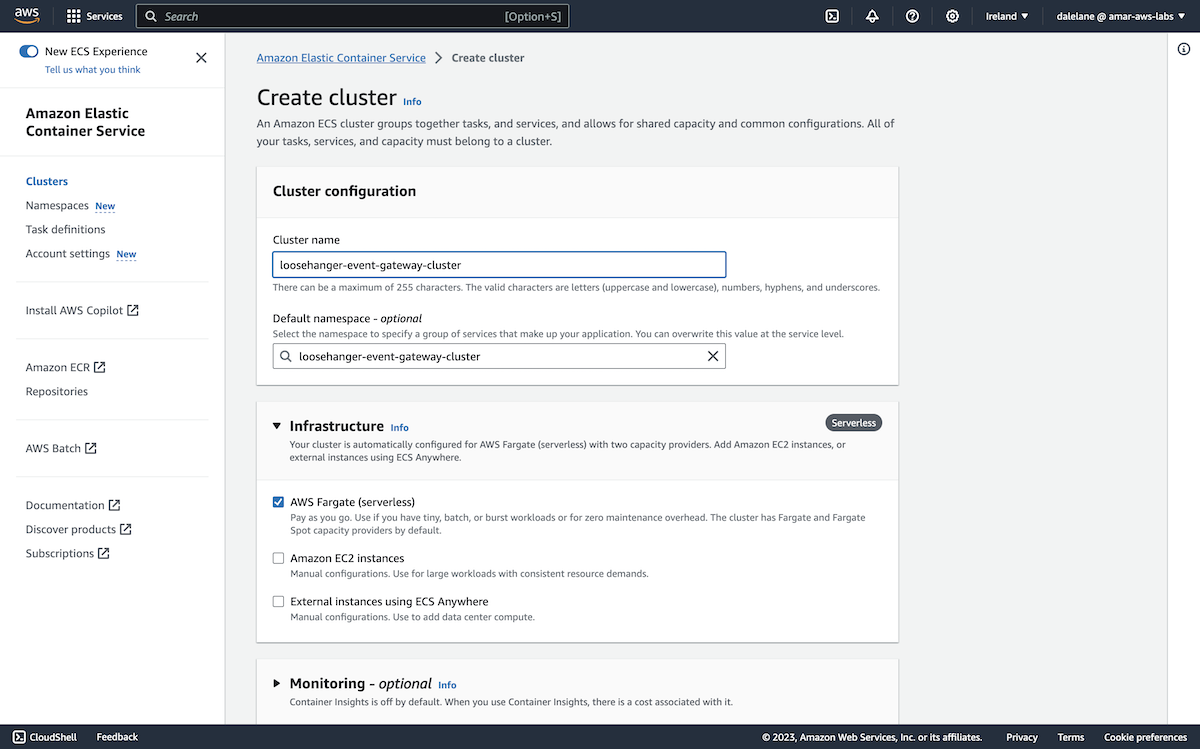 aws
Services
Search
[Option+S]
Ireland
dalelane @ amar-aws-labs
New ECS Experience
Tell us what you think
Amazon Elastic
Container Service
Clusters
Namespaces New
Task definitions
Account settings New
Install AWS Copilot
Amazon ECR
Repositories
AWS Batch
Documentation
Discover products
Subscriptions
Amazon Elastic Container Service
Create cluster
Create cluster Info
An Amazon ECS cluster groups together tasks, and services, and allows for shared capacity and common configurations. All of
your tasks, services, and capacity must belong to a cluster.
Cluster configuration
Cluster name
loosehanger-event-gateway-cluster
There can be a maximum of 255 characters. The valid characters are letters (uppercase and lowercase), numbers, hyphens, and underscores.
Default namespace - optional
Select the namespace to specify a group of services that make up your application. You can overwrite this value at the service level.
loosehanger-event-gateway-cluster
Infrastructure Info
Serverless
Your cluster is automatically configured for AWS Fargate (serverless) with two capacity providers. Add Amazon EC2 instances, or
external instances using ECS Anywhere.
AWS Fargate (serverless)
Pay as you go. Use if you have tiny, batch, or burst workloads or for zero maintenance overhead. The cluster has Fargate and Fargate
Spot capacity providers by default.
Amazon EC2 instances
Manual configurations. Use for large workloads with consistent resource demands.
External instances using ECS Anywhere
Manual configurations. Use to add data center compute.
Monitoring - optional Info
Container Insights is off by default. When you use Container Insights, there is a cost associated with it.
CloudShell
Feedback
© 2023, Amazon Web Services, Inc. or its affiliates.
Privacy
Terms
Cookie preferences